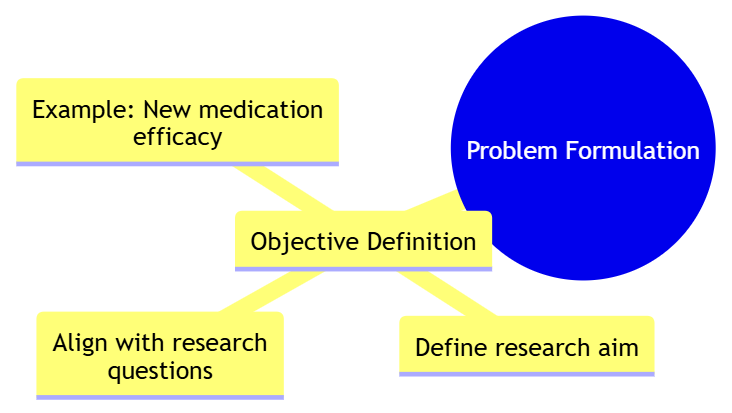 Example: New medication
efficacy
Problem Formulation
Objective Definition
Align with research
questions
Define research aim